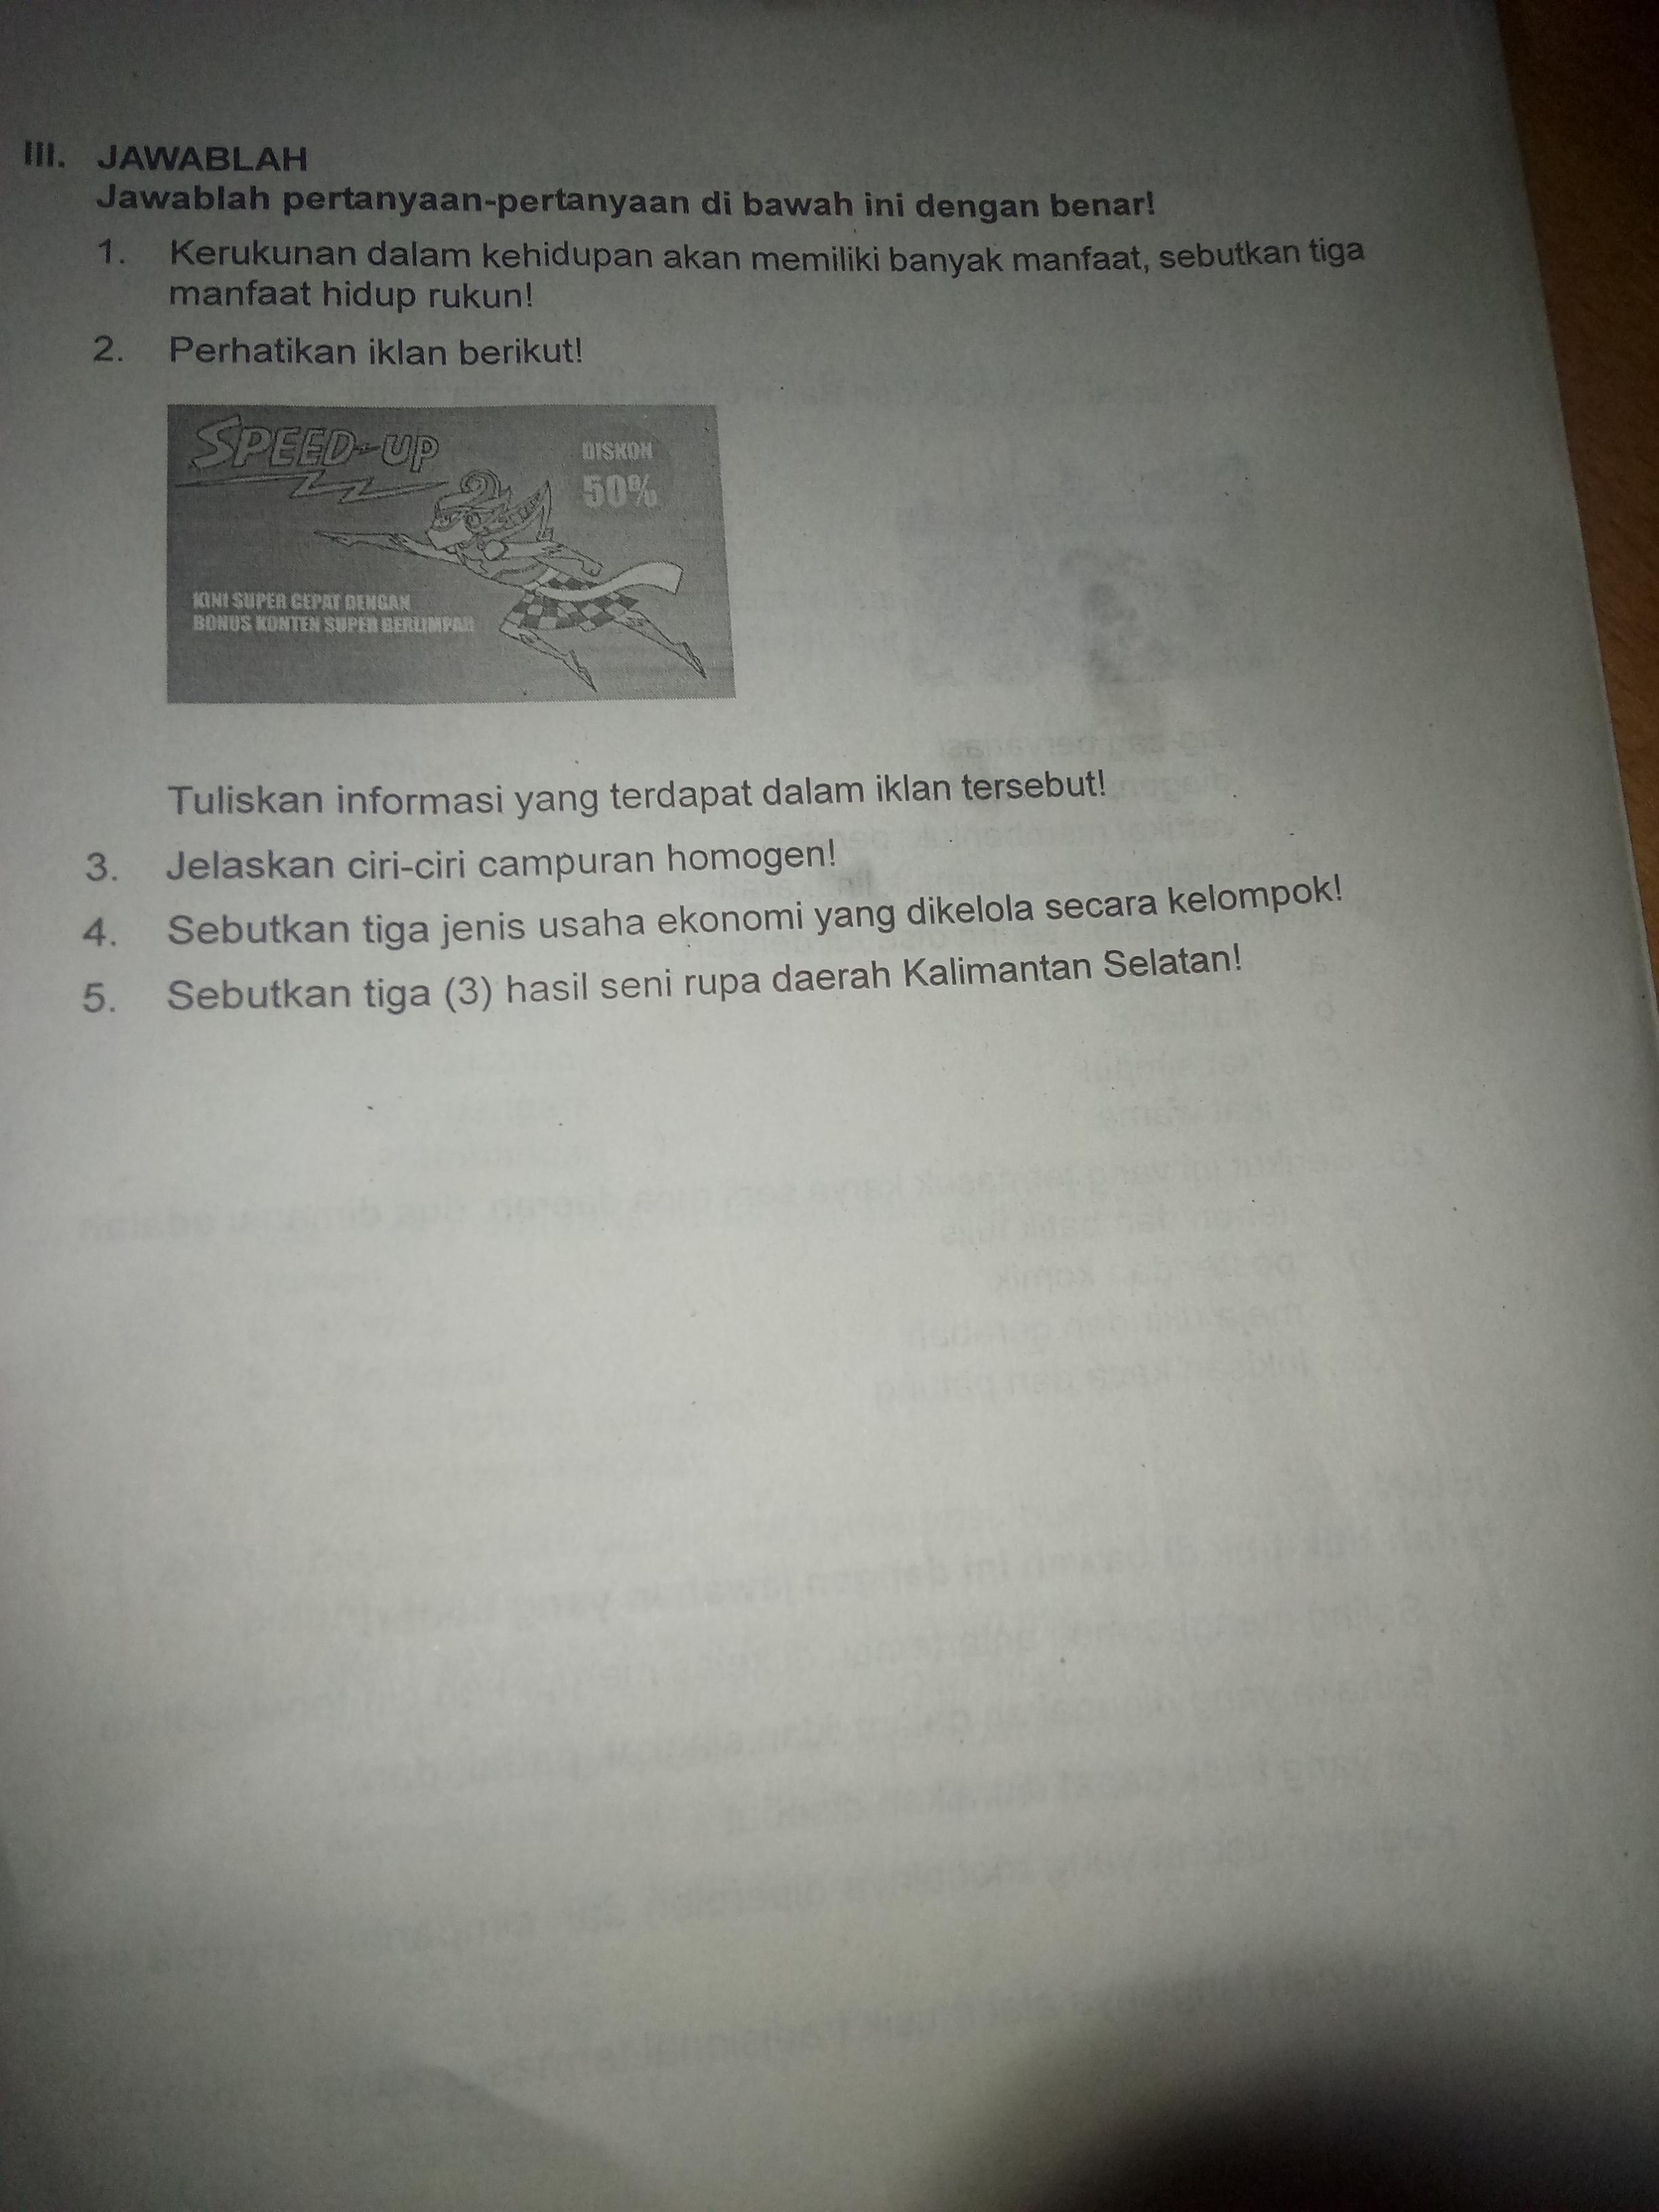 III. JAWABLAH
Jawablah pertanyaan-pertanyaan di bawah ini dengan benar!
1. Kerukunan dalam kehidupan akan memiliki banyak manfaat, sebutkan tiga
manfaat hidup rukun!
2. Perhatikan iklan berikut!
SPEED-UP
DISKON
50%
KINI SUPER CEPAT DENGAN
BONUS KONTEN SUPER BERLIMPAH
Tuliskan informasi yang terdapat dalam iklan tersebut!
3. Jelaskan ciri-ciri campuran homogen!
4. Sebutkan tiga jenis usaha ekonomi yang dikelola secara kelompok!
5. Sebutkan tiga (3) hasil seni rupa daerah Kalimantan Selatan!